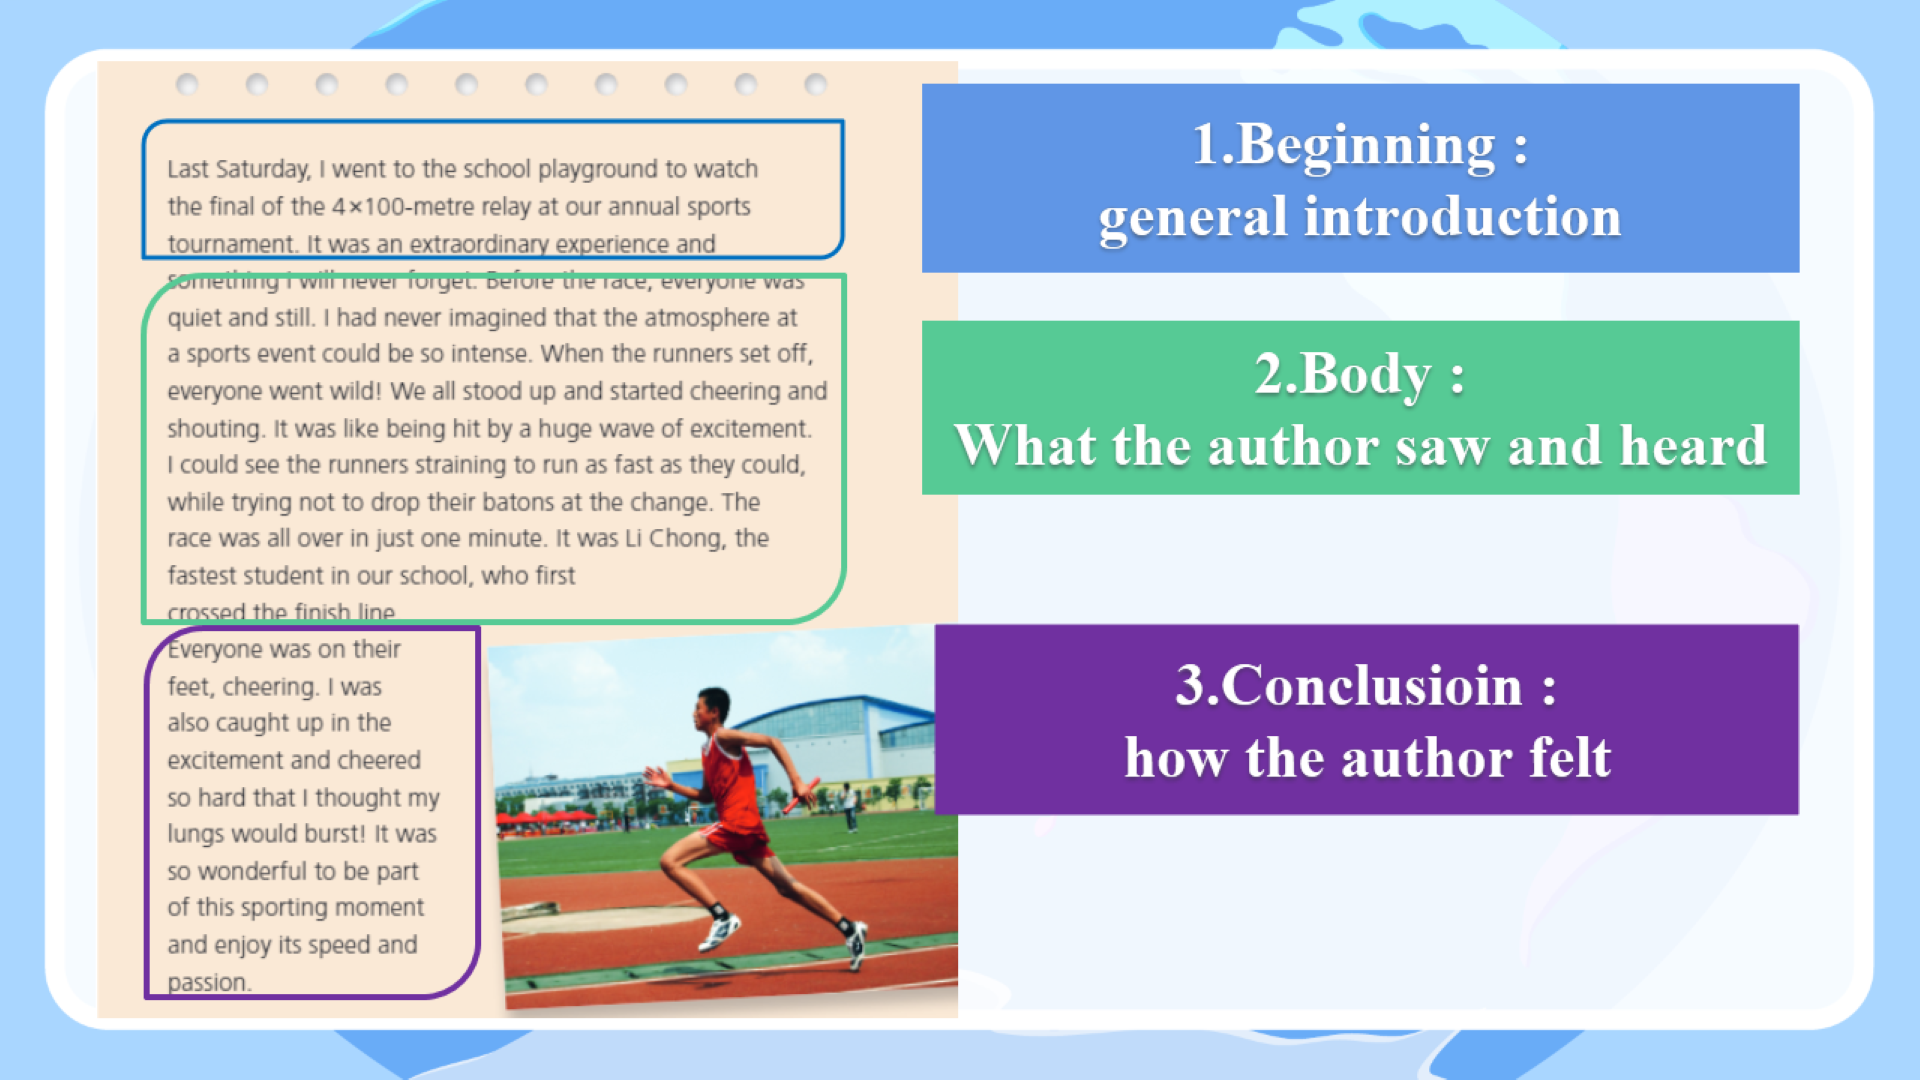 Last Saturday, I went to the school playground to watch
the final of the 4×100-metre relay at our annual sports
tournament. It was an extraordinary experience and
something I will never forget. Before the race, everyone was
quiet and still. I had never imagined that the atmosphere at
a sports event could be so intense. When the runners set off,
everyone went wild! We all stood up and started cheering and
shouting. It was like being hit by a huge wave of excitement.
I could see the runners straining to run as fast as they could,
while trying not to drop their batons at the change. The
race was all over in just one minute. It was Li Chong, the
fastest student in our school, who first
crossed the finish line
Everyone was on their
feet, cheering. I was
also caught up in the
excitement and cheered
so hard that I thought my
lungs would burst! It was
so wonderful to be part
of this sporting moment
and enjoy its speed and
passion.
1.Beginning :
general introduction
2.Body :
What the author saw and heard
3.Conclusioin :
how the author felt